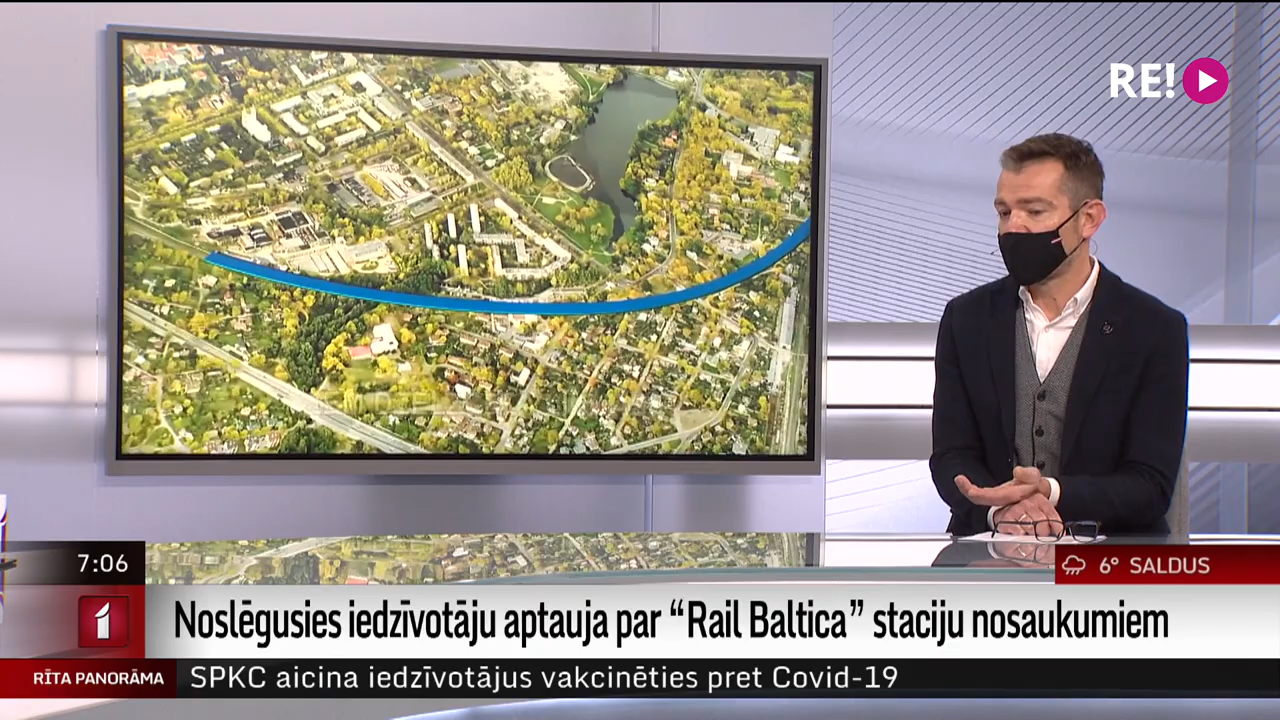 RE!
7:06
6° SALDUS
1
Noslēgusies iedzīvotāju aptauja par “Rail Baltica” staciju nosaukumiem
RĪTA PANORĀMA
SPKC aicina iedzīvotājus vakcinēties pret Covid-19